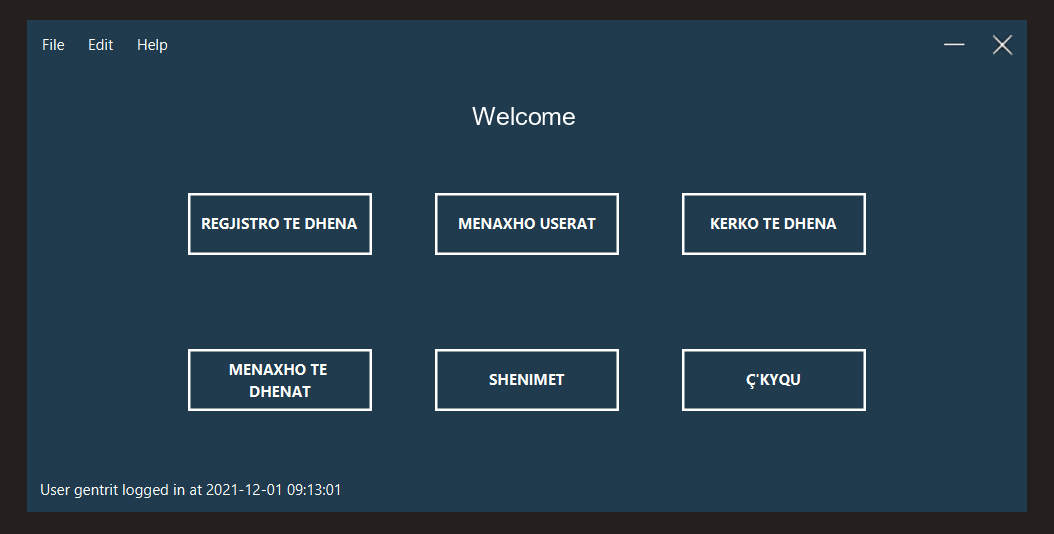 File Edit Help
Welcome
REGJISTRO TE DHENA
MENAXHO USERAT
KERKO TE DHENA
MENAXHO TE
DHENAT
SHENIMET
Ç'KYQU
User gentrit logged in at 2021-12-01 09:13:01